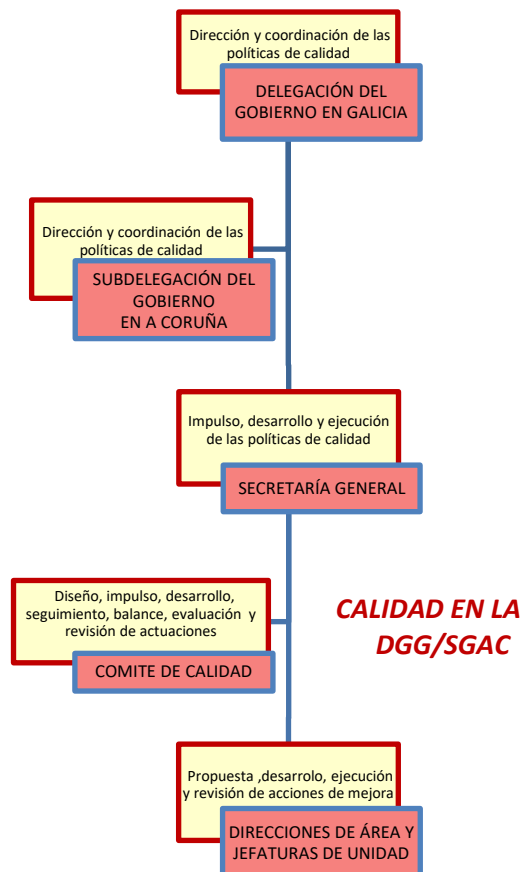 Dirección y coordinación de las
políticas de calidad
DELEGACIÓN DEL
GOBIERNO EN GALICIA
Dirección y coordinación de las
políticas de calidad
SUBDELEGACIÓN DEL
GOBIERNO
EN A CORUÑA
Impulso, desarrollo y ejecución
de las políticas de calidad
SECRETARÍA GENERAL
Diseño, impulso, desarrollo,
seguimiento, balance, evaluación y
revisión de actuaciones
COMITE DE CALIDAD
CALIDAD EN LA
DGG/SGAC
Propuesta ,desarrolo, ejecución
y revisión de acciones de mejora
DIRECCIONES DE ÁREA Y
JEFATURAS DE UNIDAD